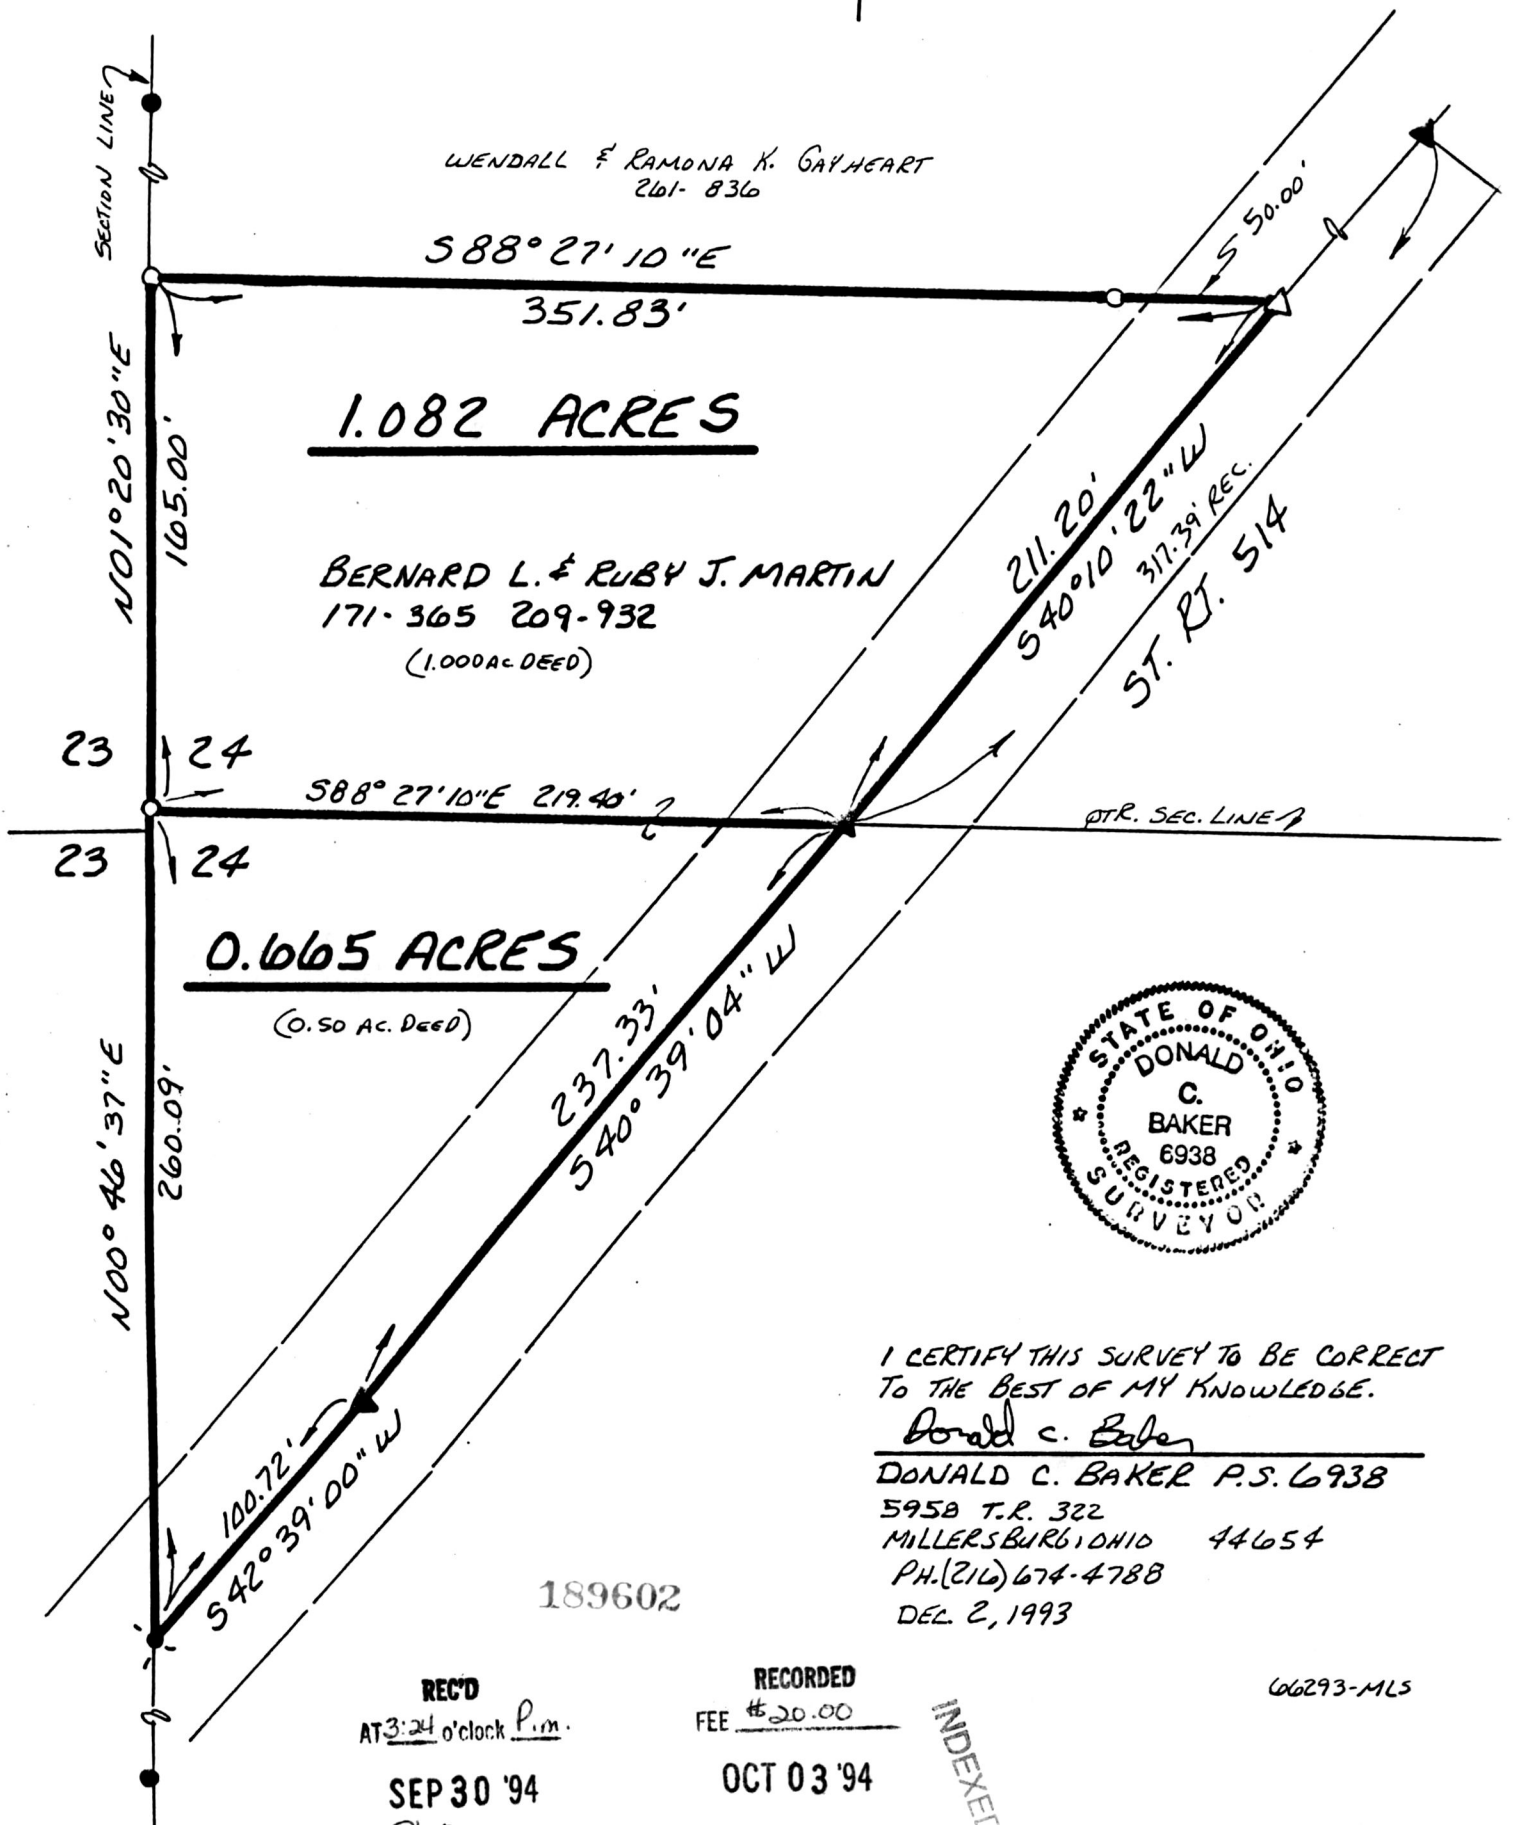 SECTION LINE
WENDALL & RAMONA K. GAYHEART
261-836
S 50.00'
S88°27'10"E
351.83'
N01°20'30"E
165.00'
1.082 ACRES
211.20'
S40°10'22"W
317.39' REC.
ST. RT. 514
BERNARD L. & RUBY J. MARTIN
171-365 209-932
(1.000 AC. DEED)
23 24
S88°27'10"E 219.40'
QTR. SEC. LINE
23 24
0.665 ACRES
(0.50 AC. DEED)
237.33'
S40°39'04"W
N00°46'37"E
260.09'
STATE OF OHIO
DONALD
C.
BAKER
6938
REGISTERED
SURVEYOR
100.72'
S42°39'00"W
I CERTIFY THIS SURVEY TO BE CORRECT
TO THE BEST OF MY KNOWLEDGE.
Donald C. Baker
DONALD C. BAKER P.S. 6938
5958 T.R. 322
MILLERSBURG, OHIO 44654
PH. (216) 674-4788
DEC. 2, 1993
189602
66293-MLS
REC'D
AT 3:24 o'clock P.m.
SEP 30 '94
RECORDED
FEE $20.00
OCT 03 '94
INDEXED